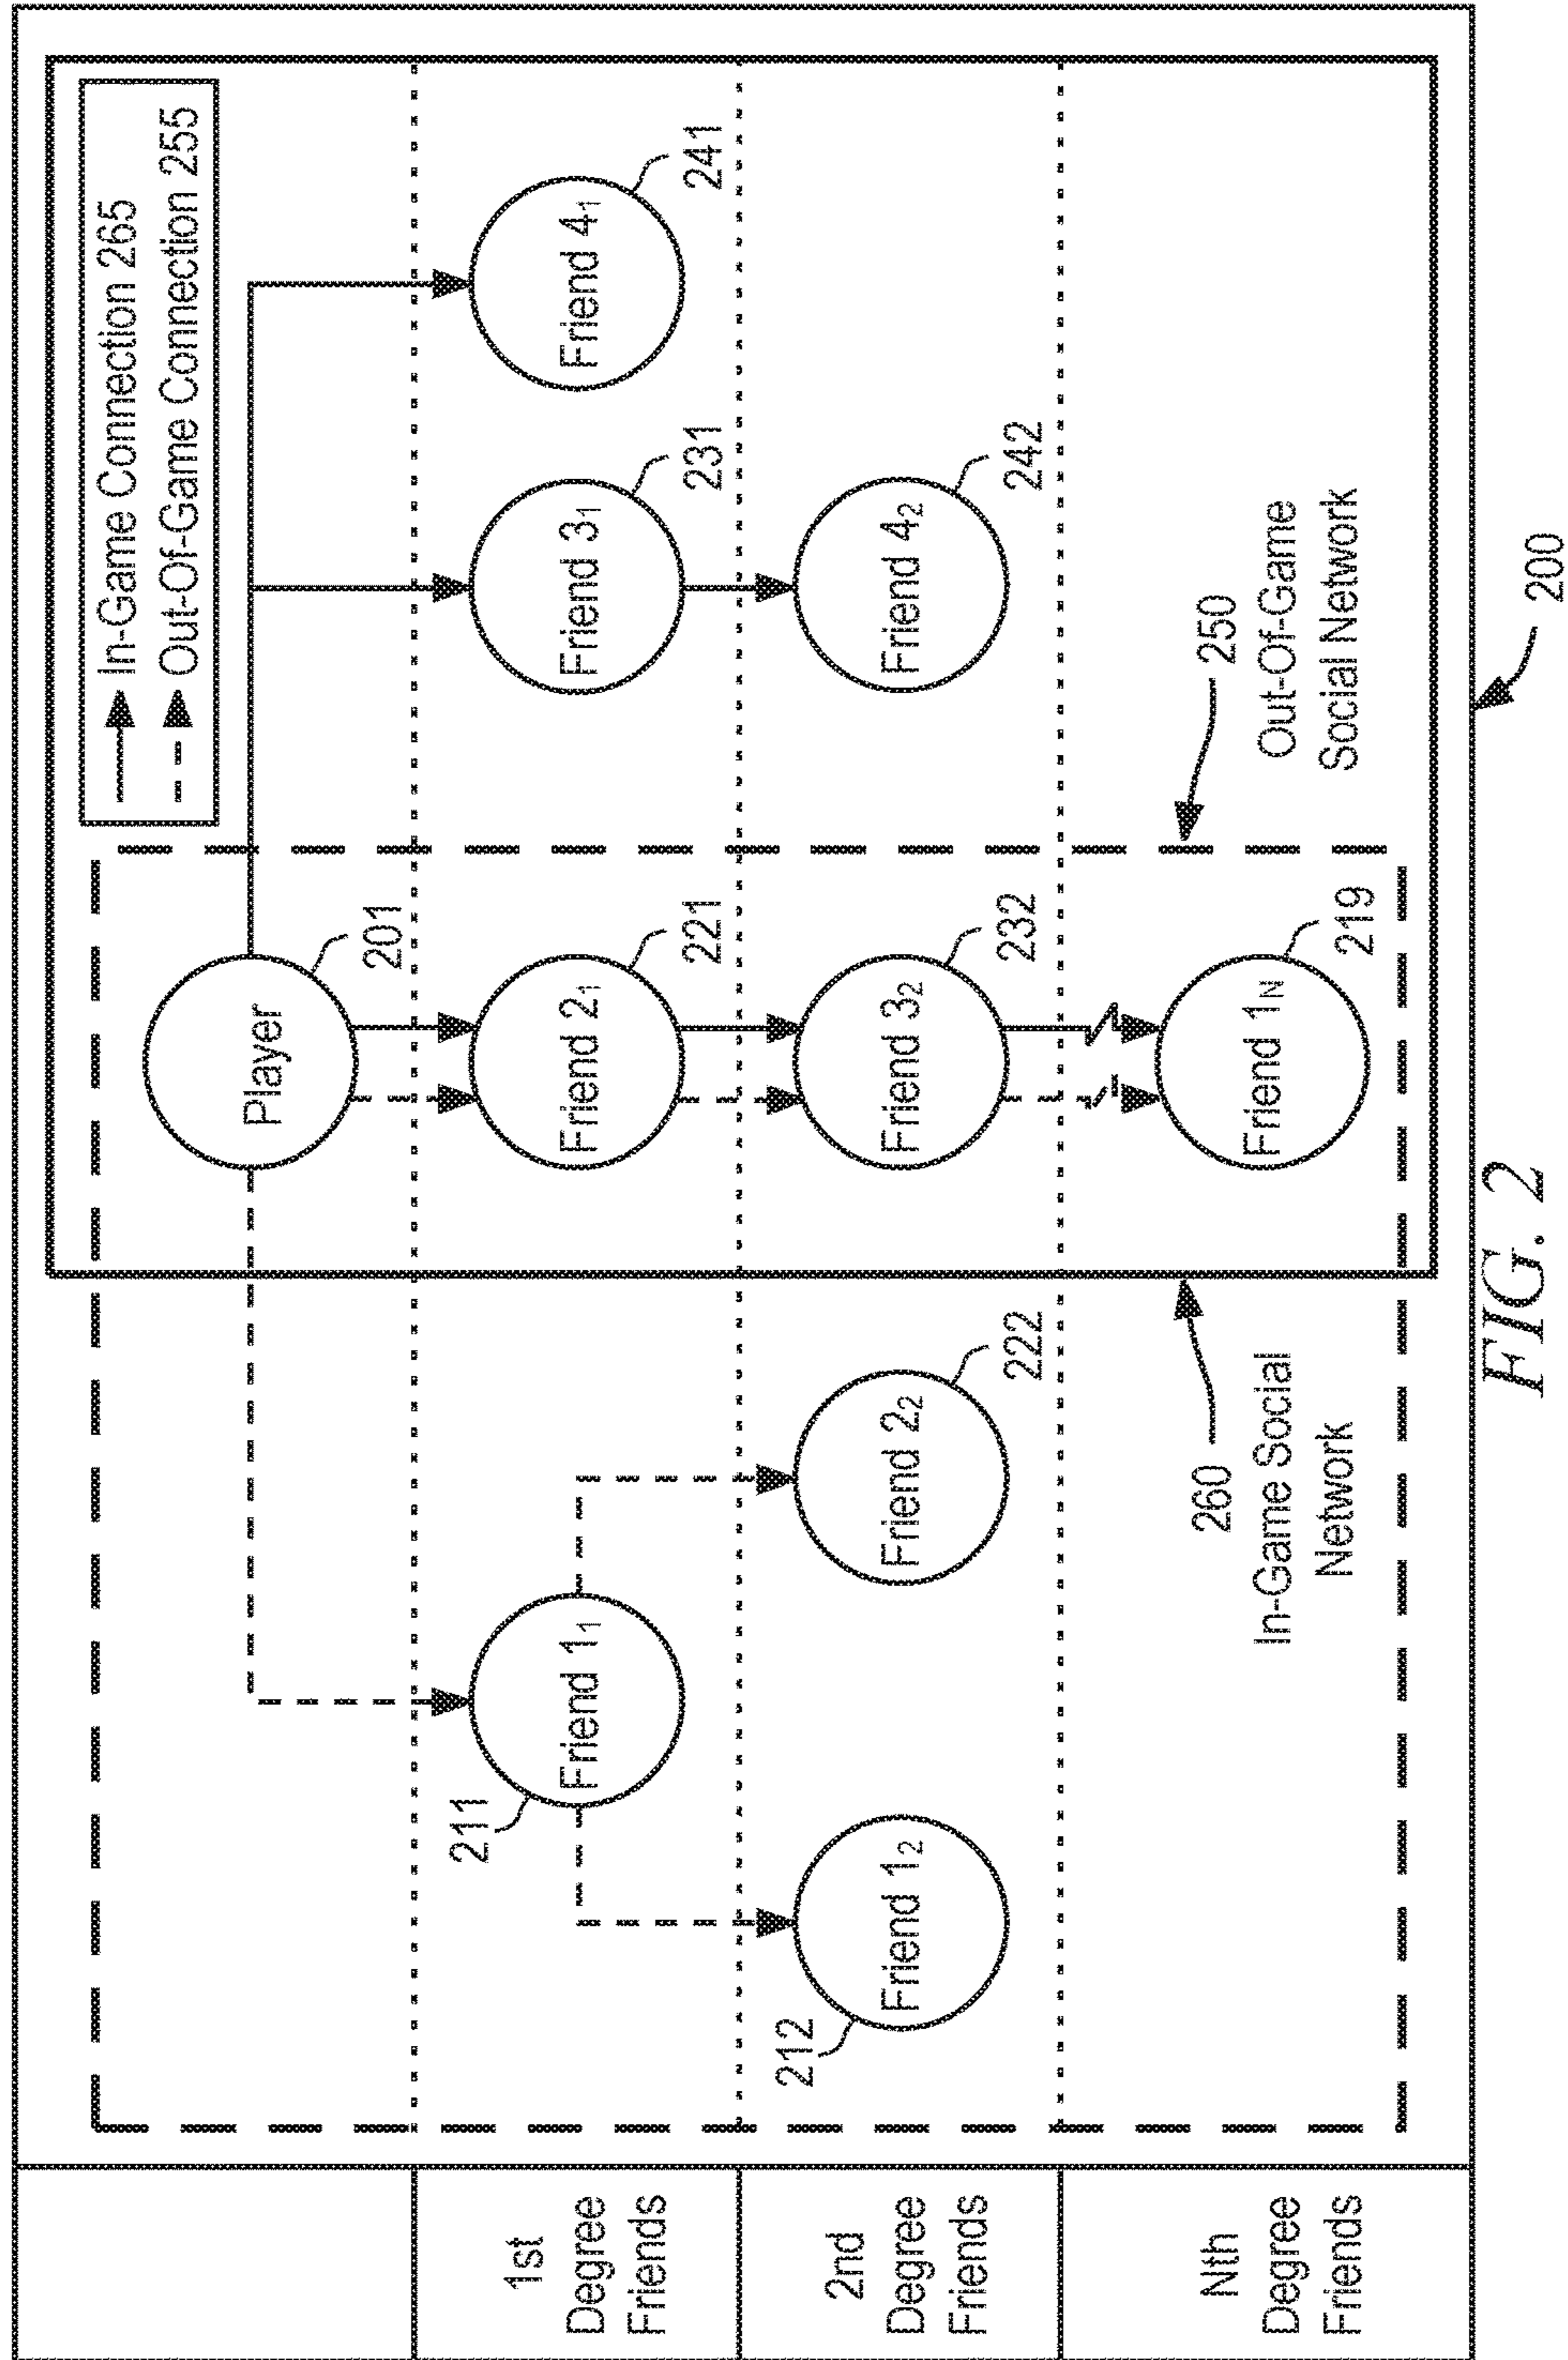 In-Game Connection 265
Out-Of-Game Connection 255
Player
201
1st
Degree
Friends
211
Friend 1₁
Friend 2₁
221
Friend 3₁
231
Friend 4₁
241
2nd
Degree
Friends
212
Friend 1₂
Friend 2₂
222
Friend 3₂
232
Friend 4₂
242
Nth
Degree
Friends
260
In-Game Social
Network
Friend 1N
219
250
Out-Of-Game
Social Network
200
FIG. 2